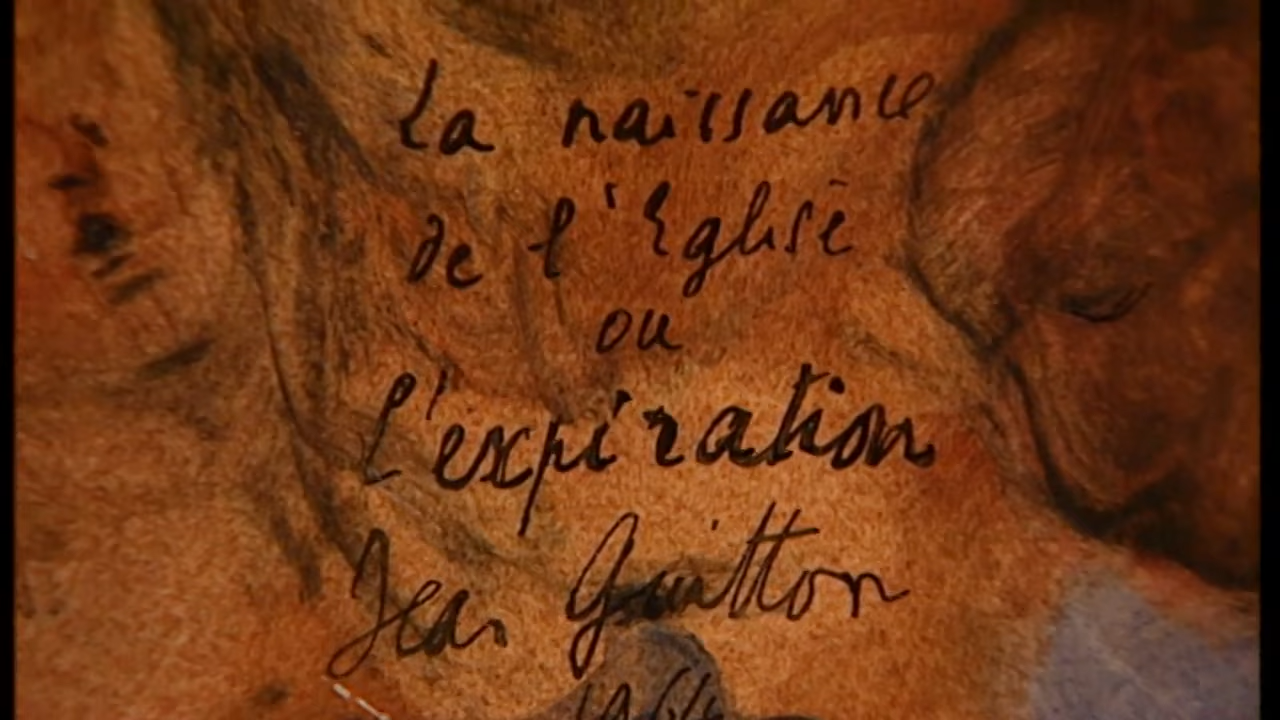 La naissance
de l'Eglise
ou
l'expiration
Jean Guitton